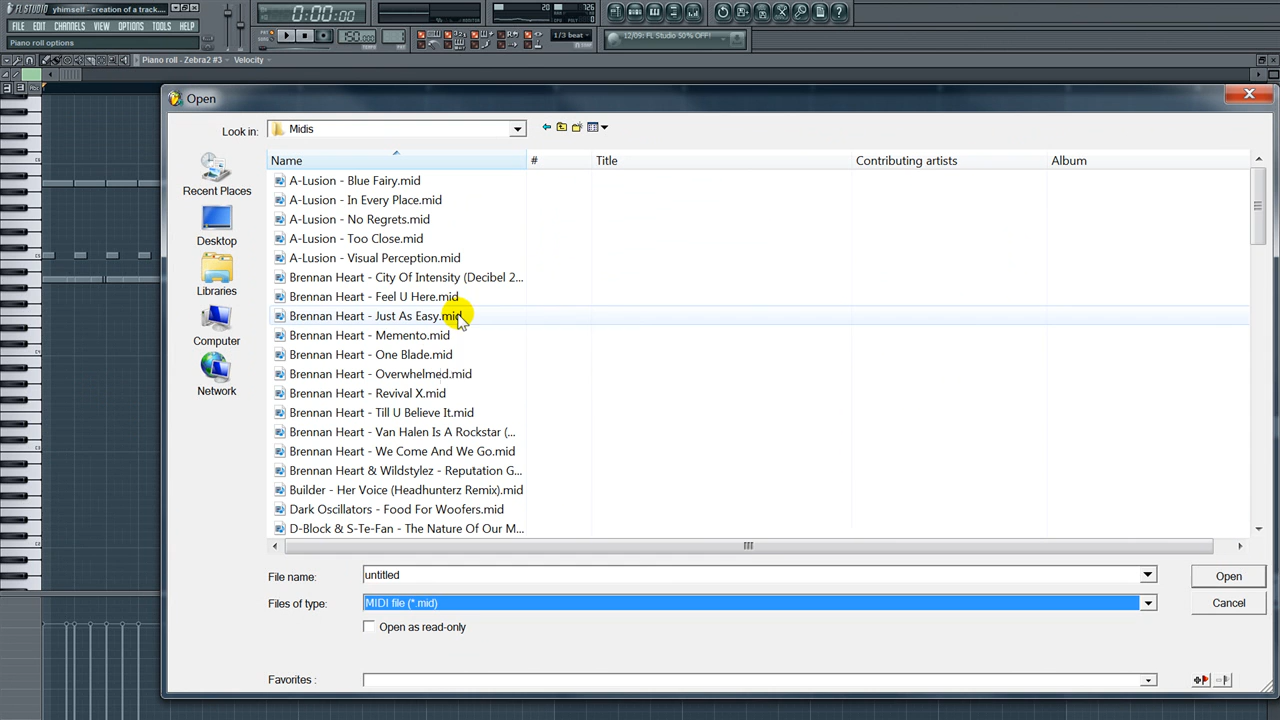 FL STUDIO yhimself - creation of a track...
FILE EDIT CHANNELS VIEW OPTIONS TOOLS HELP
Piano roll options
0:00:00
1/3 beat
12/09: FL Studio 50% OFF!
Piano roll - Zebra2 #3 Velocity
Open
Look in: Midis
Name # Title Contributing artists Album
Recent Places
Desktop
Libraries
Computer
Network
A-Lusion - Blue Fairy.mid
A-Lusion - In Every Place.mid
A-Lusion - No Regrets.mid
A-Lusion - Too Close.mid
A-Lusion - Visual Perception.mid
Brennan Heart - City Of Intensity (Decibel 2...
Brennan Heart - Feel U Here.mid
Brennan Heart - Just As Easy.mid
Brennan Heart - Memento.mid
Brennan Heart - One Blade.mid
Brennan Heart - Overwhelmed.mid
Brennan Heart - Revival X.mid
Brennan Heart - Till U Believe It.mid
Brennan Heart - Van Halen Is A Rockstar (...
Brennan Heart - We Come And We Go.mid
Brennan Heart & Wildstylez - Reputation G...
Builder - Her Voice (Headhunterz Remix).mid
Dark Oscillators - Food For Woofers.mid
D-Block & S-Te-Fan - The Nature Of Our M...
File name: untitled Open
Files of type: MIDI file (*.mid) Cancel
Open as read-only
Favorites :